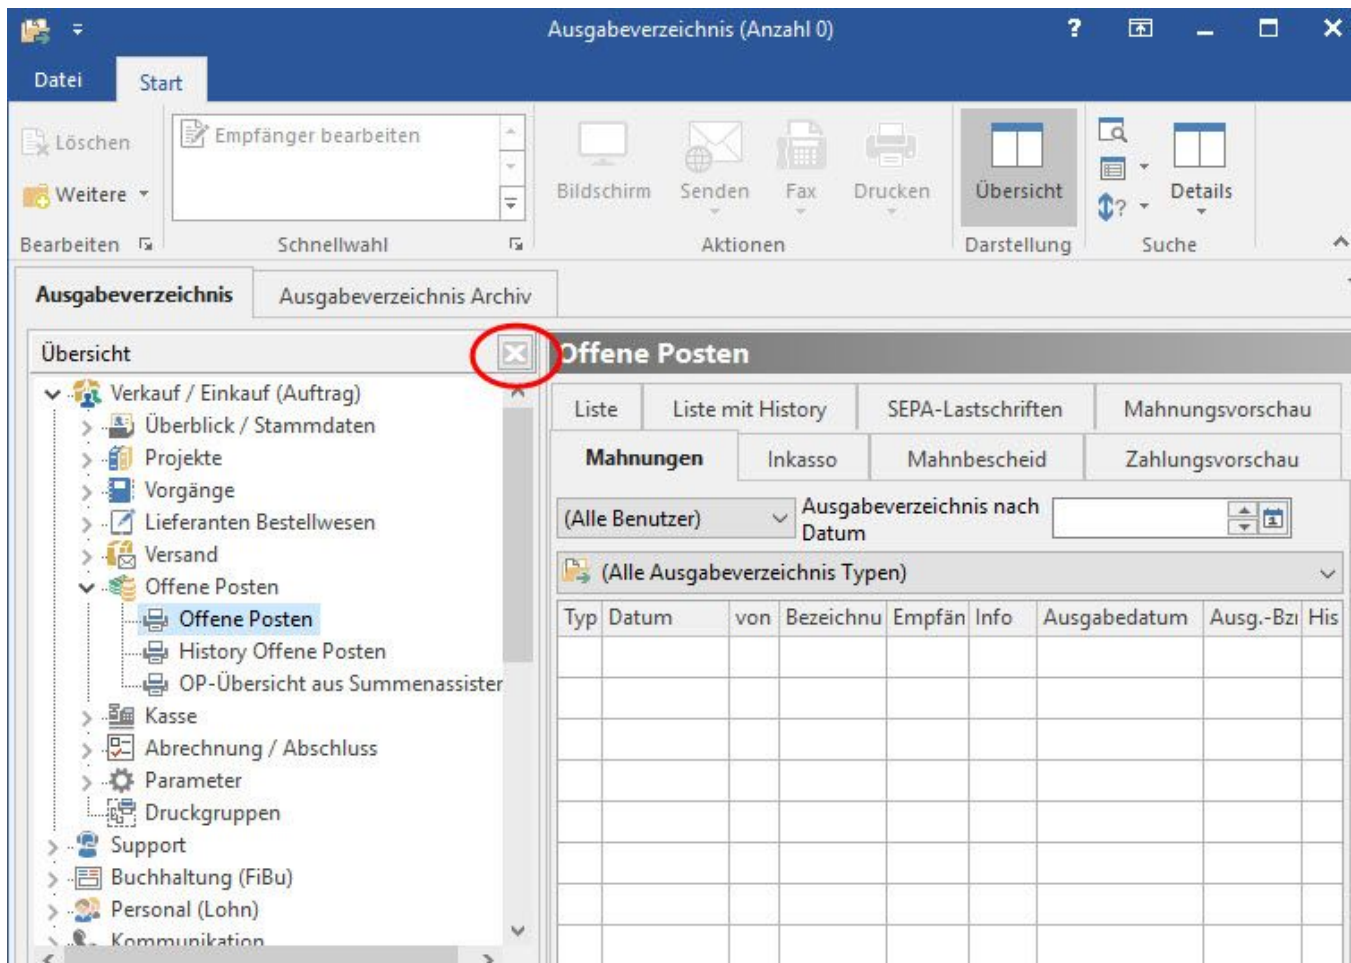 Ausgabeverzeichnis (Anzahl 0)
?
Datei Start
Löschen
Empfänger bearbeiten
Weitere
Bildschirm Senden Fax Drucken Übersicht Details
?
Bearbeiten Schnellwahl Aktionen Darstellung Suche
Ausgabeverzeichnis Ausgabeverzeichnis Archiv
Übersicht
Verkauf / Einkauf (Auftrag)
Überblick / Stammdaten
Projekte
Vorgänge
Lieferanten Bestellwesen
Versand
Offene Posten
Offene Posten
History Offene Posten
OP-Übersicht aus Summenassister
Kasse
Abrechnung / Abschluss
Parameter
Druckgruppen
Support
Buchhaltung (FiBu)
Personal (Lohn)
Kommunikation
Offene Posten
Liste Liste mit History SEPA-Lastschriften Mahnungsvorschau
Mahnungen Inkasso Mahnbescheid Zahlungsvorschau
(Alle Benutzer)
Ausgabeverzeichnis nach
Datum
(Alle Ausgabeverzeichnis Typen)
Typ Datum von Bezeichnu Empfän Info Ausgabedatum Ausg.-Bzi His